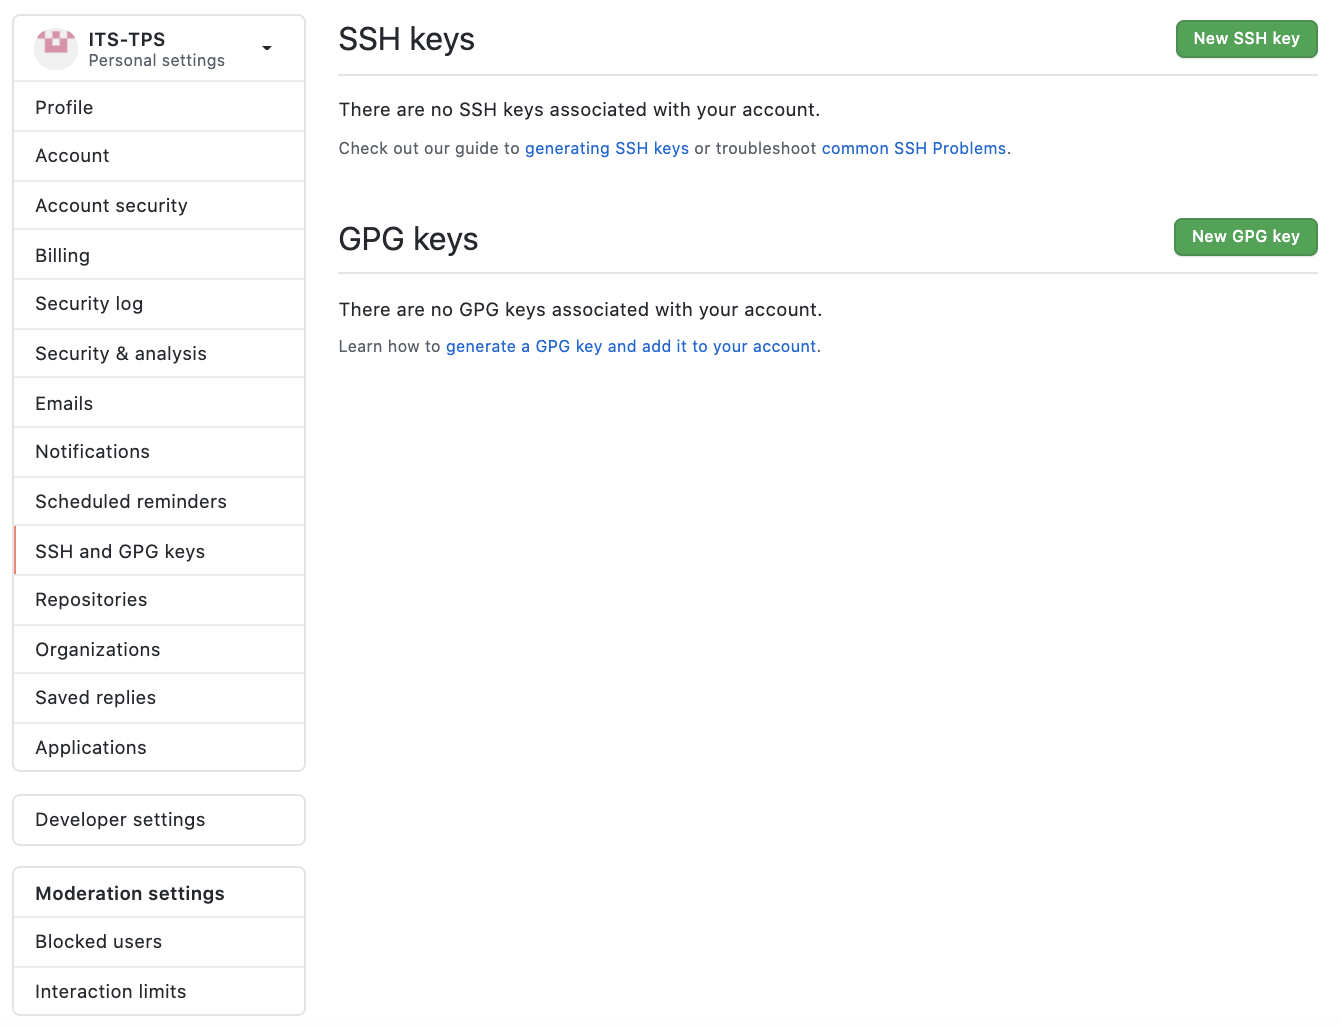 ITS-TPS
Personal settings
Profile
Account
Account security
Billing
Security log
Security & analysis
Emails
Notifications
Scheduled reminders
SSH and GPG keys
Repositories
Organizations
Saved replies
Applications
Developer settings
Moderation settings
Blocked users
Interaction limits
SSH keys
New SSH key
There are no SSH keys associated with your account.
Check out our guide to generating SSH keys or troubleshoot common SSH Problems.
GPG keys
New GPG key
There are no GPG keys associated with your account.
Learn how to generate a GPG key and add it to your account.